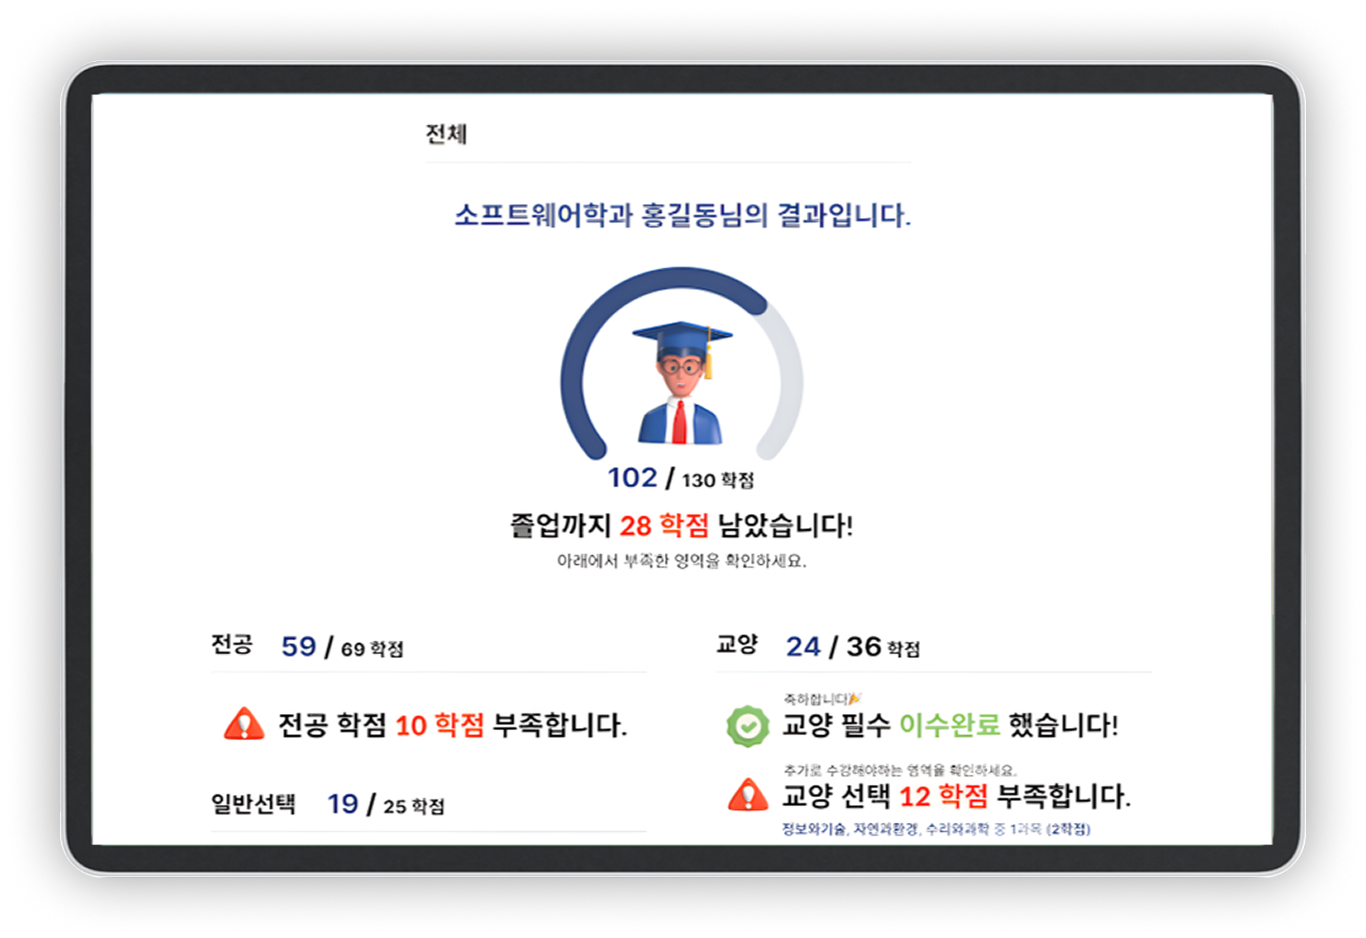 전체
소프트웨어학과 홍길동님의 결과입니다.
102 / 130 학점
졸업까지 28 학점 남았습니다!
아래에서 부족한 영역을 확인하세요.
전공 59 / 69 학점
전공 학점 10 학점 부족합니다.
일반선택 19 / 25 학점
교양 24 / 36 학점
축하합니다🎉
교양 필수 이수완료 했습니다!
추가로 수강해야하는 영역을 확인하세요.
교양 선택 12 학점 부족합니다.
정보와기술, 자연과환경, 수리와과학 중 1과목 (2학점)